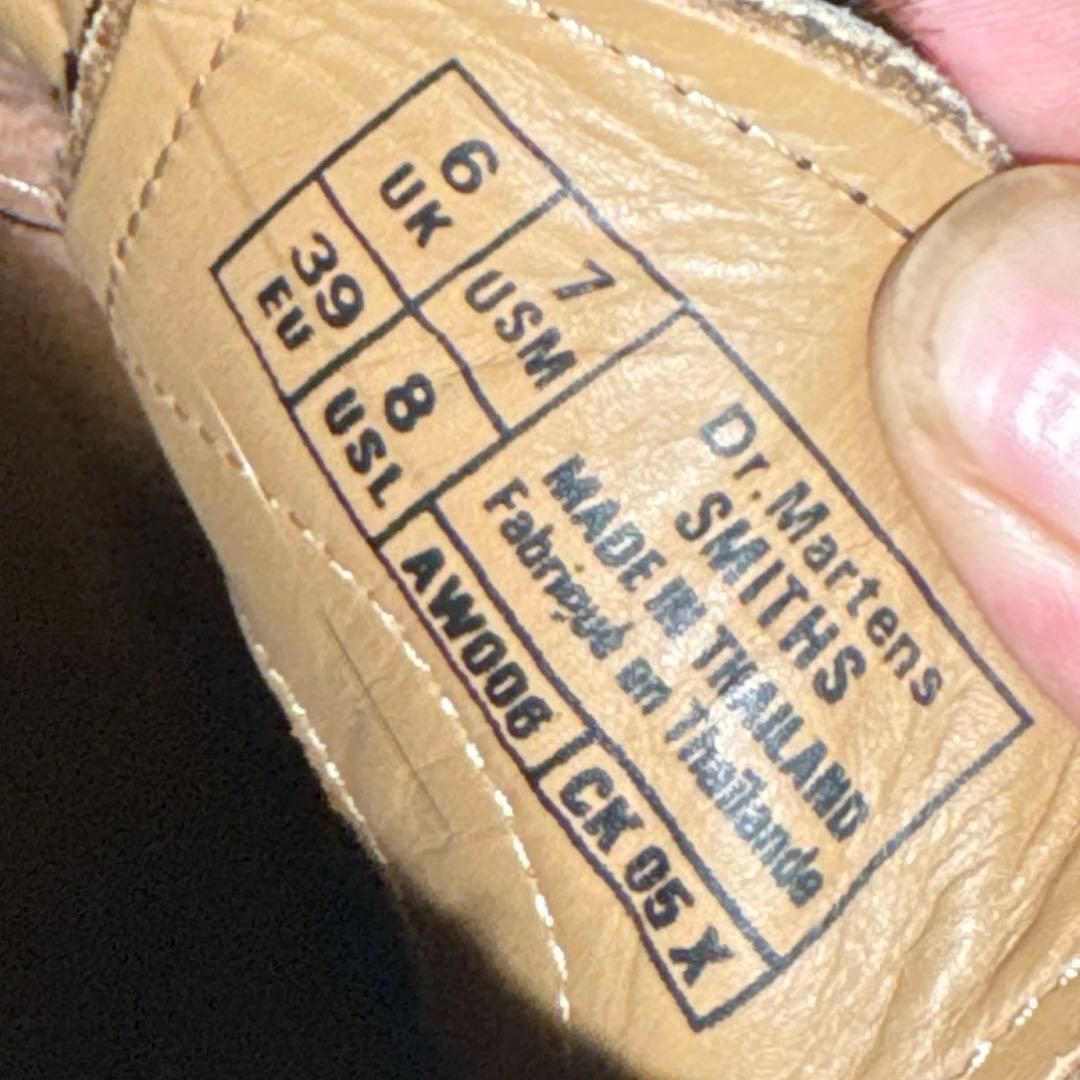 6
UK
7
USM
39
EU
8
USL
Dr. Martens
SMITHS
MADE IN THAILAND
Fabriqué en Thaïlande
AW006
CK 05 X